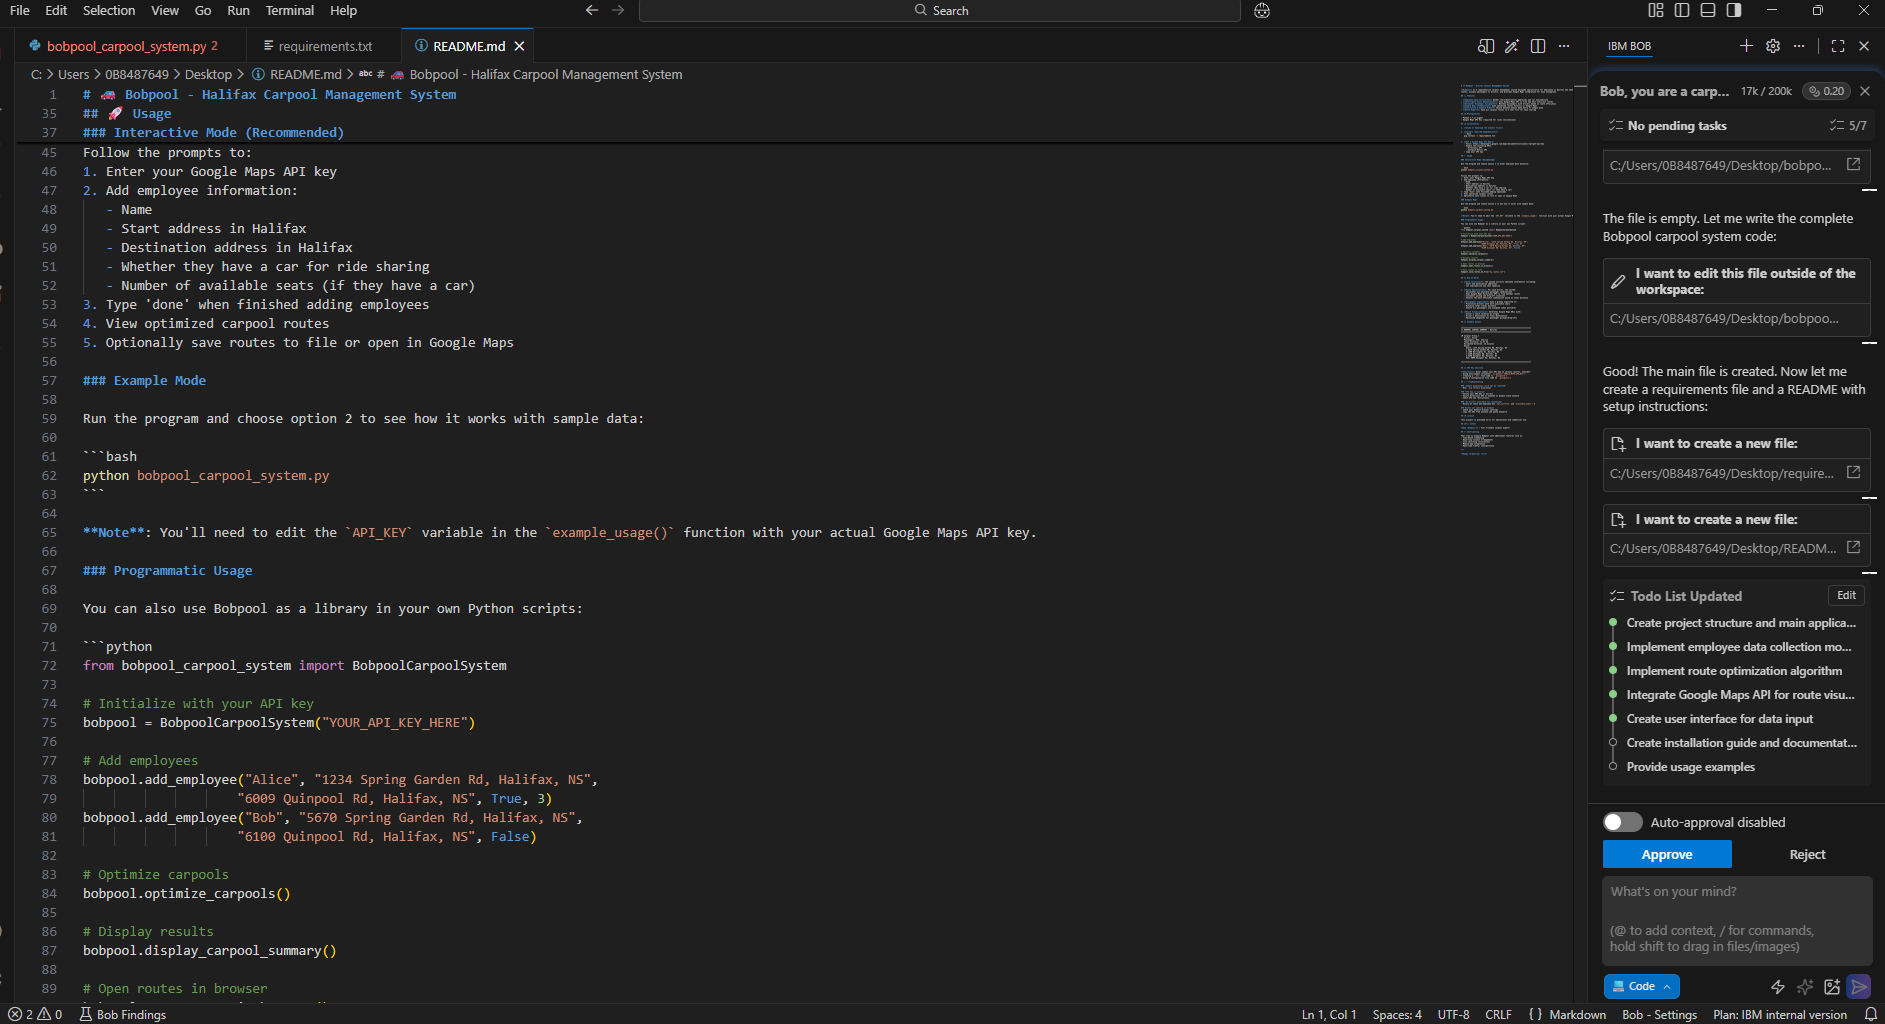 File Edit Selection View Go Run Terminal Help
Search
bobpool_carpool_system.py 2
requirements.txt
README.md
C: > Users > 0B8487649 > Desktop > README.md > abc # Bobpool - Halifax Carpool Management System
1 # 🚗 Bobpool - Halifax Carpool Management System
35 ## 🚀 Usage
37 ### Interactive Mode (Recommended)
45 Follow the prompts to:
46 1. Enter your Google Maps API key
47 2. Add employee information:
48 - Name
49 - Start address in Halifax
50 - Destination address in Halifax
51 - Whether they have a car for ride sharing
52 - Number of available seats (if they have a car)
53 3. Type 'done' when finished adding employees
54 4. View optimized carpool routes
55 5. Optionally save routes to file or open in Google Maps
56
57 ### Example Mode
58
59 Run the program and choose option 2 to see how it works with sample data:
60
61 ```bash
62 python bobpool_carpool_system.py
63 ```
64
65 **Note**: You'll need to edit the `API_KEY` variable in the `example_usage()` function with your actual Google Maps API key.
66
67 ### Programmatic Usage
68
69 You can also use Bobpool as a library in your own Python scripts:
70
71 ```python
72 from bobpool_carpool_system import BobpoolCarpoolSystem
73
74 # Initialize with your API key
75 bobpool = BobpoolCarpoolSystem("YOUR_API_KEY_HERE")
76
77 # Add employees
78 bobpool.add_employee("Alice", "1234 Spring Garden Rd, Halifax, NS",
79 "6009 Quinpool Rd, Halifax, NS", True, 3)
80 bobpool.add_employee("Bob", "5670 Spring Garden Rd, Halifax, NS",
81 "6100 Quinpool Rd, Halifax, NS", False)
82
83 # Optimize carpools
84 bobpool.optimize_carpools()
85
86 # Display results
87 bobpool.display_carpool_summary()
88
89 # Open routes in browser
IBM BOB
Bob, you are a carp... 17k / 200k 0.20
No pending tasks 5/7
C:/Users/0B8487649/Desktop/bobpo...
The file is empty. Let me write the complete
Bobpool carpool system code:
I want to edit this file outside of the
workspace:
C:/Users/0B8487649/Desktop/bobpoo...
Good! The main file is created. Now let me
create a requirements file and a README with
setup instructions:
I want to create a new file:
C:/Users/0B8487649/Desktop/require...
I want to create a new file:
C:/Users/0B8487649/Desktop/READM...
Todo List Updated Edit
Create project structure and main applica...
Implement employee data collection mo...
Implement route optimization algorithm
Integrate Google Maps API for route visu...
Create user interface for data input
Create installation guide and documentat...
Provide usage examples
Auto-approval disabled
Approve Reject
What's on your mind?
(@ to add context, / for commands,
hold shift to drag in files/images)
Code
2 0 Bob Findings
Ln 1, Col 1 Spaces: 4 UTF-8 CRLF {} Markdown Bob - Settings Plan: IBM internal version